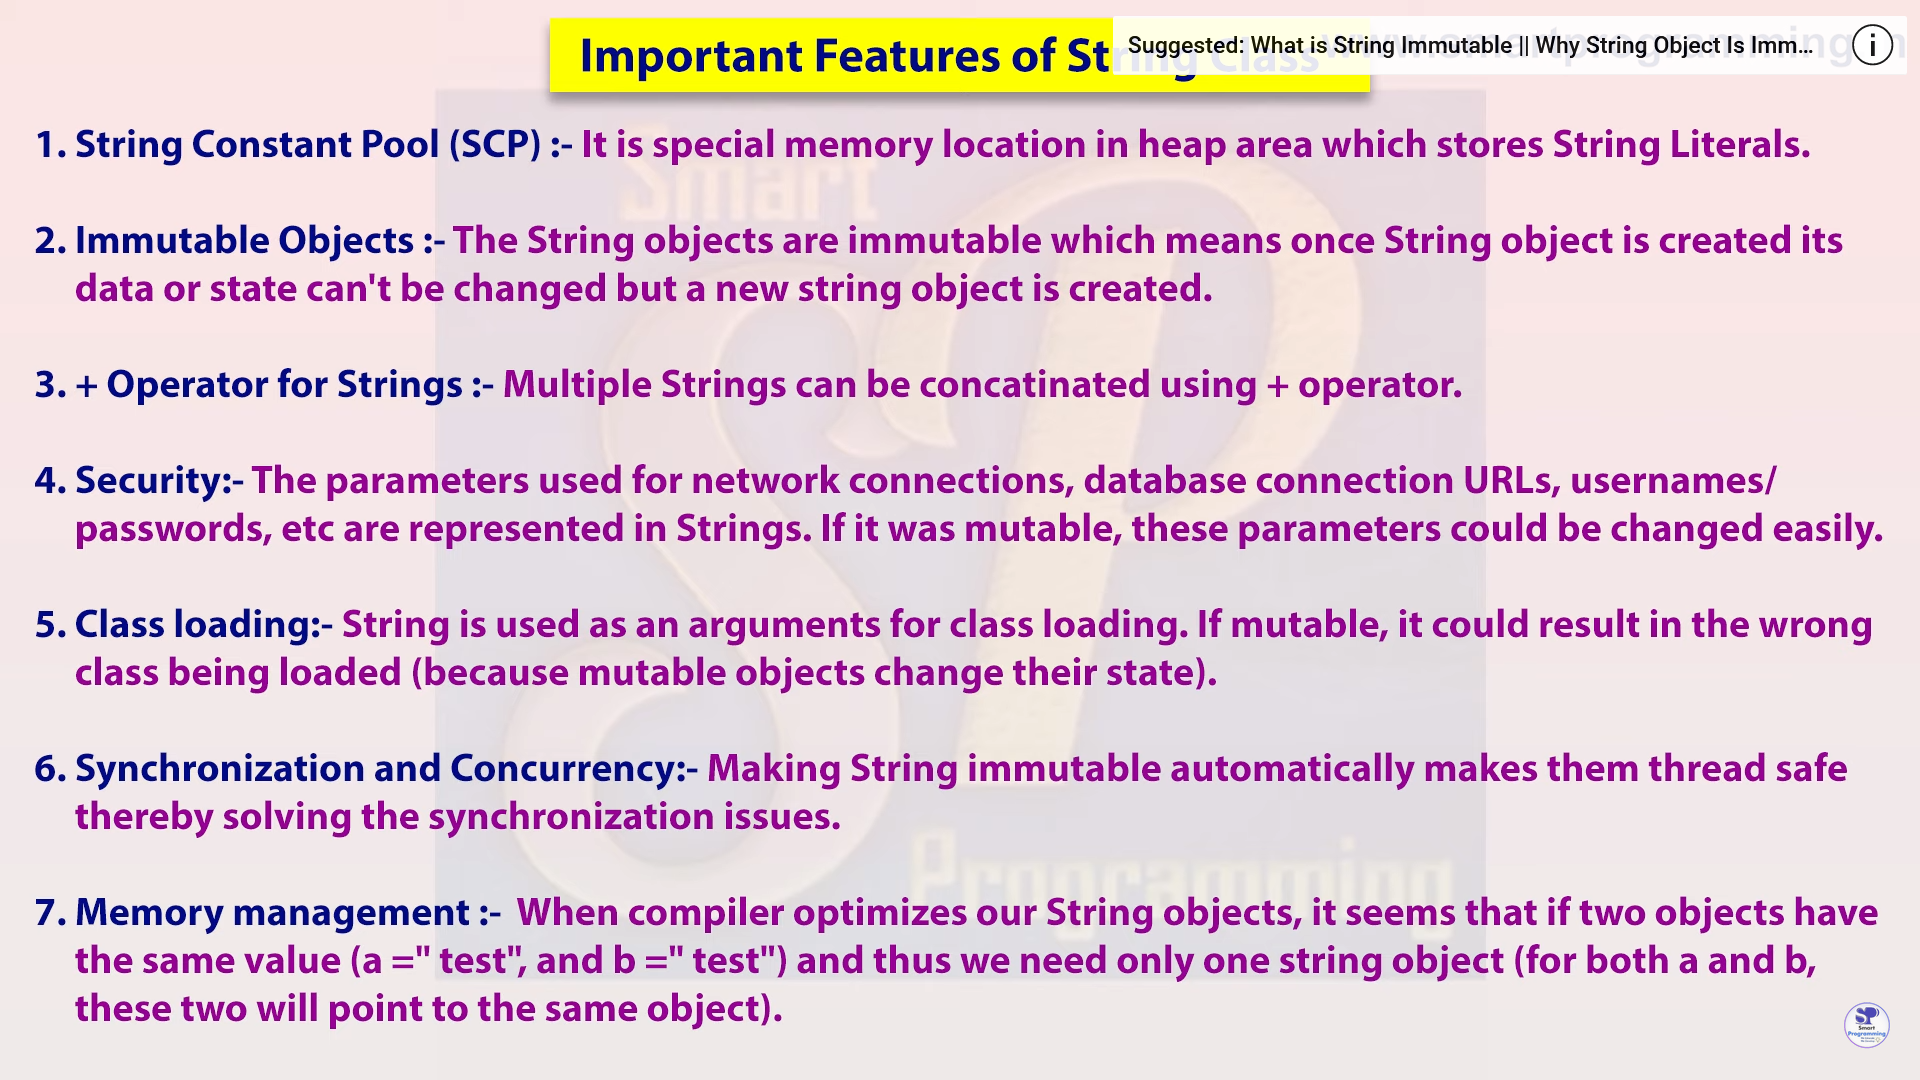 Important Features of String Class
Suggested: What is String Immutable || Why String Object Is Imm...
1. String Constant Pool (SCP) :- It is special memory location in heap area which stores String Literals.
2. Immutable Objects :- The String objects are immutable which means once String object is created its
data or state can't be changed but a new string object is created.
3. + Operator for Strings :- Multiple Strings can be concatinated using + operator.
4. Security:- The parameters used for network connections, database connection URLs, usernames/
passwords, etc are represented in Strings. If it was mutable, these parameters could be changed easily.
5. Class loading:- String is used as an arguments for class loading. If mutable, it could result in the wrong
class being loaded (because mutable objects change their state).
6. Synchronization and Concurrency:- Making String immutable automatically makes them thread safe
thereby solving the synchronization issues.
7. Memory management :- When compiler optimizes our String objects, it seems that if two objects have
the same value (a =" test", and b =" test") and thus we need only one string object (for both a and b,
these two will point to the same object).
Smart
SP
Programming
SP
Smart
Programming